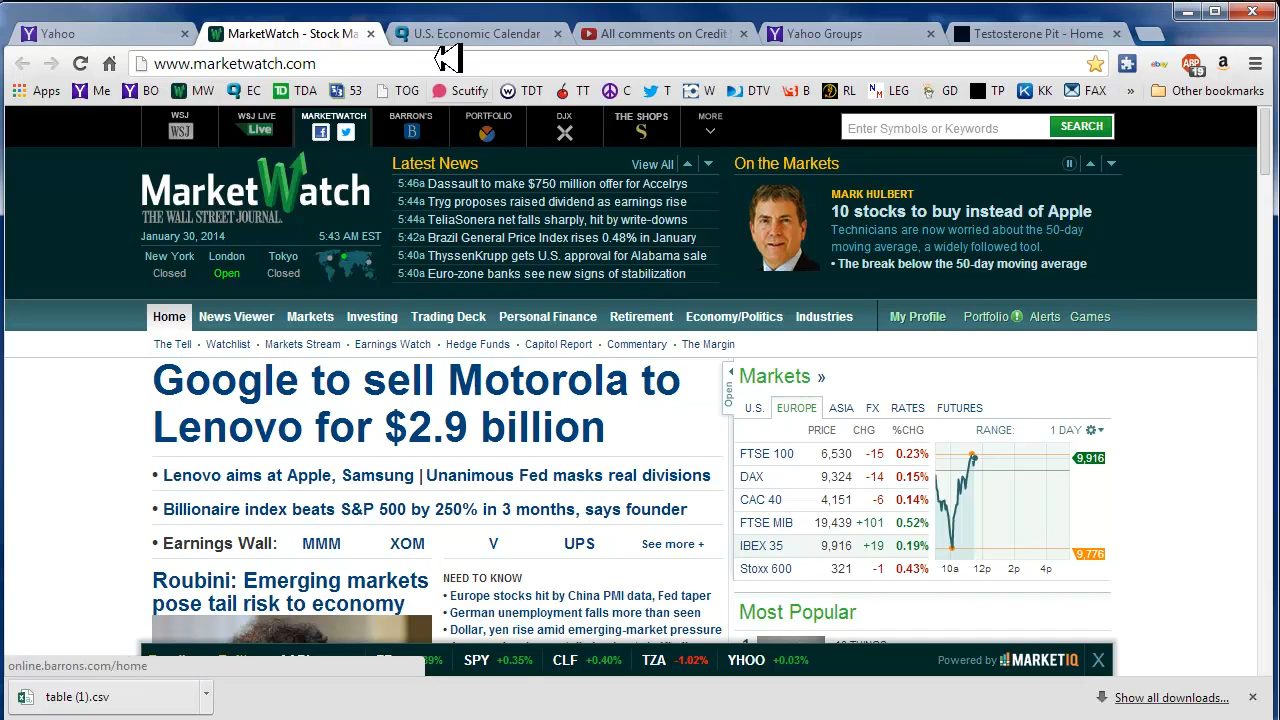 Yahoo
MarketWatch - Stock Ma
U.S. Economic Calendar
All comments on Credit
Yahoo Groups
Testosterone Pit - Home
www.marketwatch.com
ABP
19
ebay
a
Apps
Me
BO
MW
EC
TDA
53
TOG
Scutify
TDT
TT
C
T
W
DTV
B
RL
LEG
GD
TP
KK
FAX
»
Other bookmarks
WSJ
WSJ
WSJ LIVE
Live
MARKETWATCH
BARRON'S
B
PORTFOLIO
DJX
THE SHOPS
S
MORE
Enter Symbols or Keywords
SEARCH
MarketWatch
THE WALL STREET JOURNAL
January 30, 2014
5:43 AM EST
New York
London
Tokyo
Closed
Open
Closed
Latest News
View All
5:46a Dassault to make $750 million offer for Accelrys
5:44a Tryg proposes raised dividend as earnings rise
5:44a TeliaSonera net falls sharply, hit by write-downs
5:42a Brazil General Price Index rises 0.48% in January
5:40a ThyssenKrupp gets U.S. approval for Alabama sale
5:40a Euro-zone banks see new signs of stabilization
On the Markets
MARK HULBERT
10 stocks to buy instead of Apple
Technicians are now worried about the 50-day
moving average, a widely followed tool.
• The break below the 50-day moving average
Home
News Viewer
Markets
Investing
Trading Deck
Personal Finance
Retirement
Economy/Politics
Industries
My Profile
Portfolio
Alerts
Games
The Tell
Watchlist
Markets Stream
Earnings Watch
Hedge Funds
Capitol Report
Commentary
The Margin
Google to sell Motorola to
Lenovo for $2.9 billion
• Lenovo aims at Apple, Samsung | Unanimous Fed masks real divisions
• Billionaire index beats S&P 500 by 250% in 3 months, says founder
• Earnings Wall: MMM XOM V UPS See more +
Roubini: Emerging markets
pose tail risk to economy
NEED TO KNOW
• Europe stocks hit by China PMI data, Fed taper
• German unemployment falls more than seen
• Dollar, yen rise amid emerging-market pressure
Open
Markets »
U.S. EUROPE ASIA FX RATES FUTURES
PRICE CHG %CHG RANGE: 1 DAY
FTSE 100 6,530 -15 0.23%
DAX 9,324 -14 0.15%
CAC 40 4,151 -6 0.14%
FTSE MIB 19,439 +101 0.52%
IBEX 35 9,916 +19 0.19%
Stoxx 600 321 -1 0.43%
9,916
9,776
10a 12p 2p 4p
Most Popular
SPY +0.35%
CLF +0.40%
TZA -1.02%
YHOO +0.03%
Powered by MARKETIQ
X
online.barrons.com/home
table (1).csv
Show all downloads...